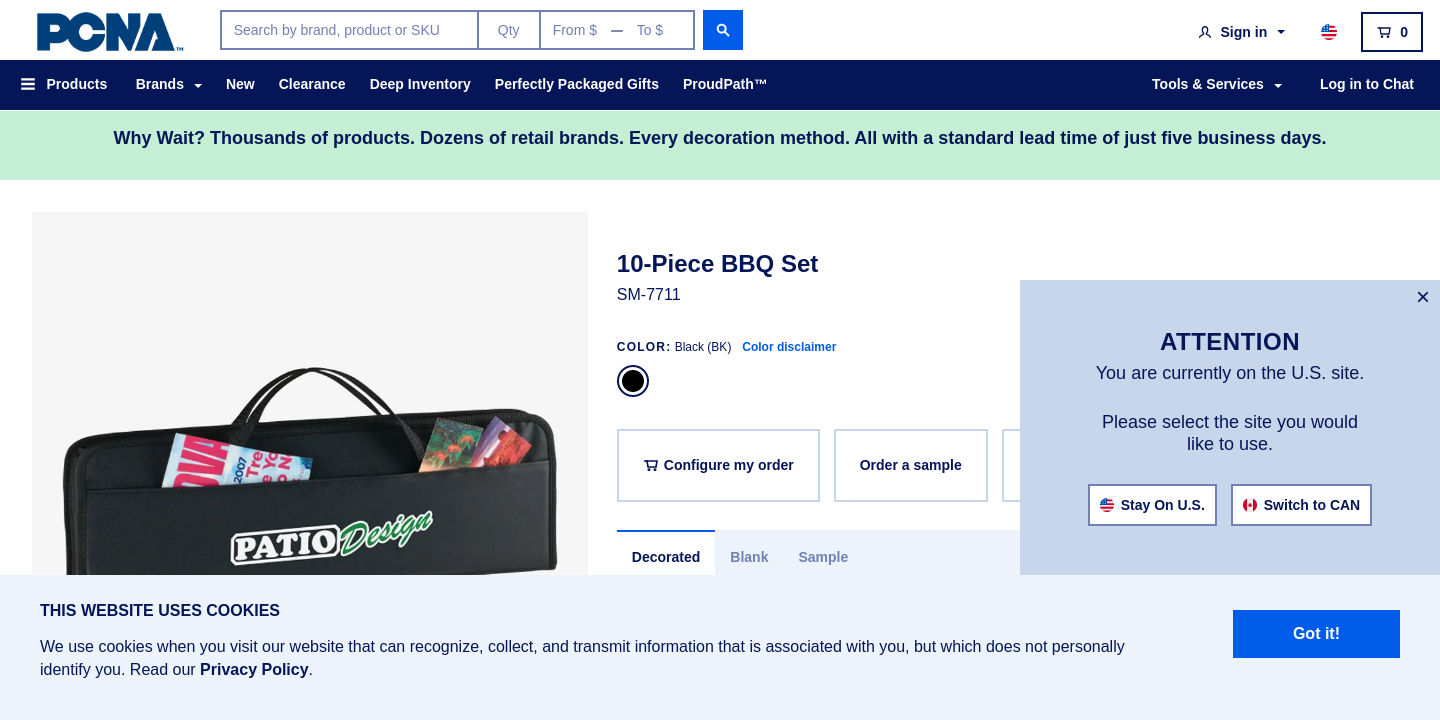 PCNA™
Search by brand, product or SKU
Qty
From $ — To $
Sign in
0
Products
Brands
New
Clearance
Deep Inventory
Perfectly Packaged Gifts
ProudPath™
Tools & Services
Log in to Chat
Why Wait? Thousands of products. Dozens of retail brands. Every decoration method. All with a standard lead time of just five business days.
10-Piece BBQ Set
SM-7711
COLOR: Black (BK) Color disclaimer
Configure my order
Order a sample
Decorated
Blank
Sample
2007
PATIO Design
×
ATTENTION
You are currently on the U.S. site.
Please select the site you would
like to use.
Stay On U.S.
Switch to CAN
THIS WEBSITE USES COOKIES
We use cookies when you visit our website that can recognize, collect, and transmit information that is associated with you, but which does not personally
identify you. Read our Privacy Policy.
Got it!